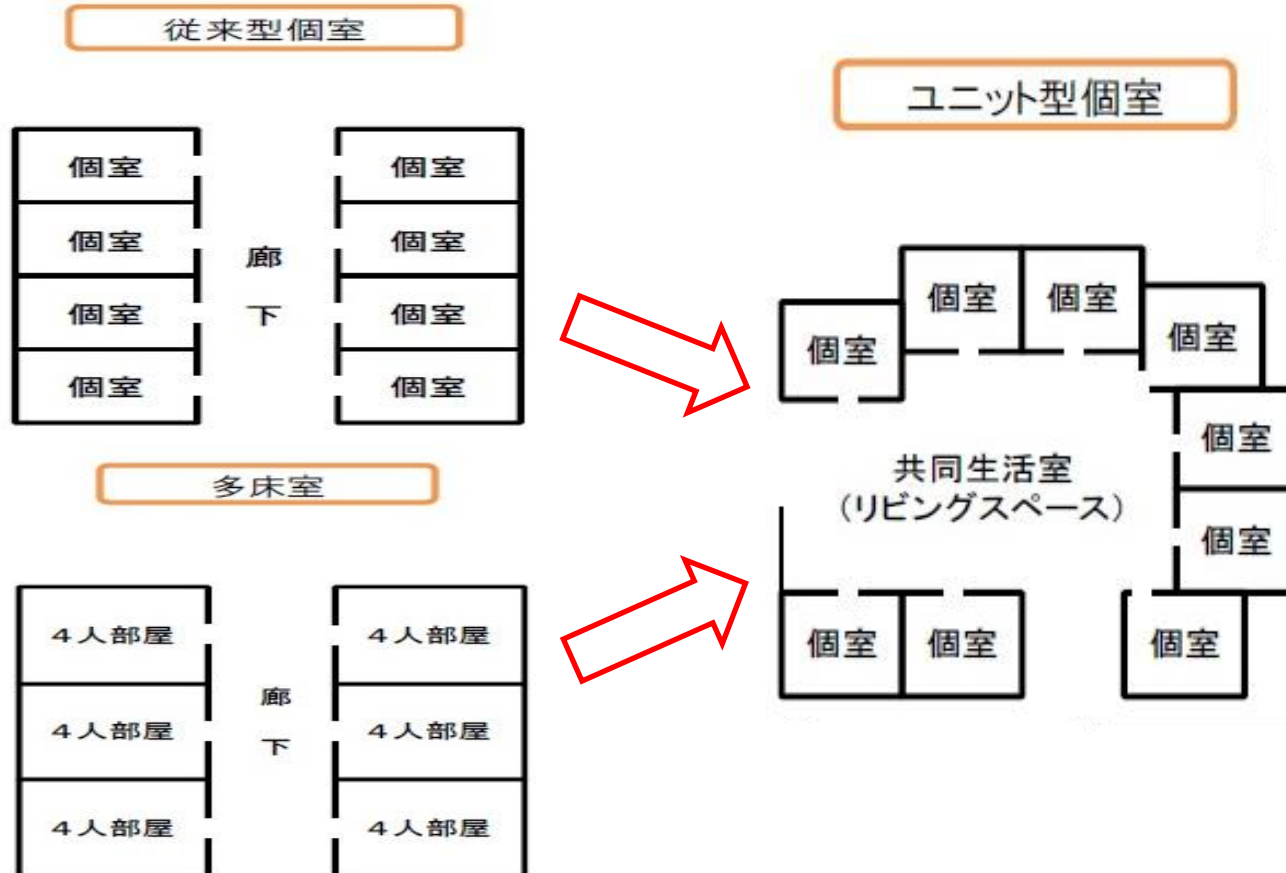 従来型個室
個室
個室
個室
個室
廊
下
個室
個室
個室
個室
多床室
4人部屋
4人部屋
4人部屋
廊
下
4人部屋
4人部屋
4人部屋
ユニット型個室
個室
個室
個室
個室
個室
個室
共同生活室
(リビングスペース)
個室
個室
個室